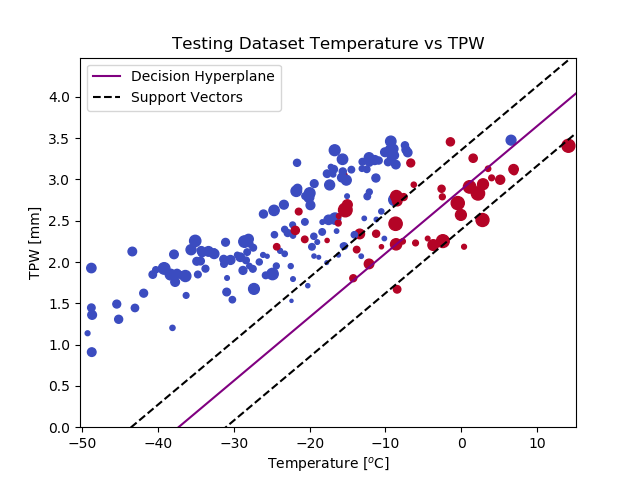 Testing Dataset Temperature vs TPW
Decision Hyperplane
Support Vectors
TPW [mm]
4.0
3.5
3.0
2.5
2.0
1.5
1.0
0.5
0.0
−50 −40 −30 −20 −10 0 10
Temperature [°C]